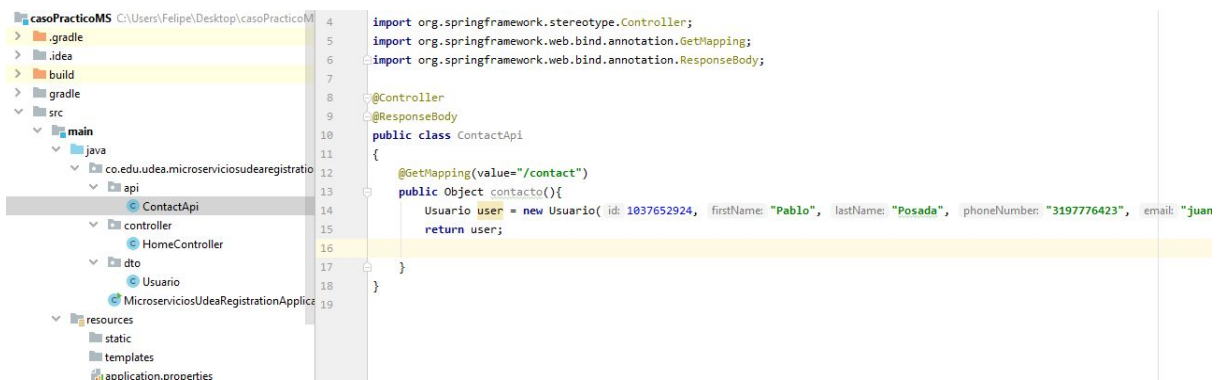 casoPracticoMS C:\Users\Felipe\Desktop\casoPracticoM
.gradle
.idea
build
gradle
src
main
java
co.edu.udea.microserviciosudearegistratio
api
ContactApi
controller
HomeController
dto
Usuario
MicroserviciosUdeaRegistrationApplica
resources
static
templates
application.properties
4 import org.springframework.stereotype.Controller;
5 import org.springframework.web.bind.annotation.GetMapping;
6 import org.springframework.web.bind.annotation.ResponseBody;
7
8 @Controller
9 @ResponseBody
10 public class ContactApi
11 {
12 @GetMapping(value="/contact")
13 public Object contacto(){
14 Usuario user = new Usuario( id: 1037652924, firstName: "Pablo", lastName: "Posada", phoneNumber: "3197776423", email: "juan
15 return user;
16
17 }
18 }
19